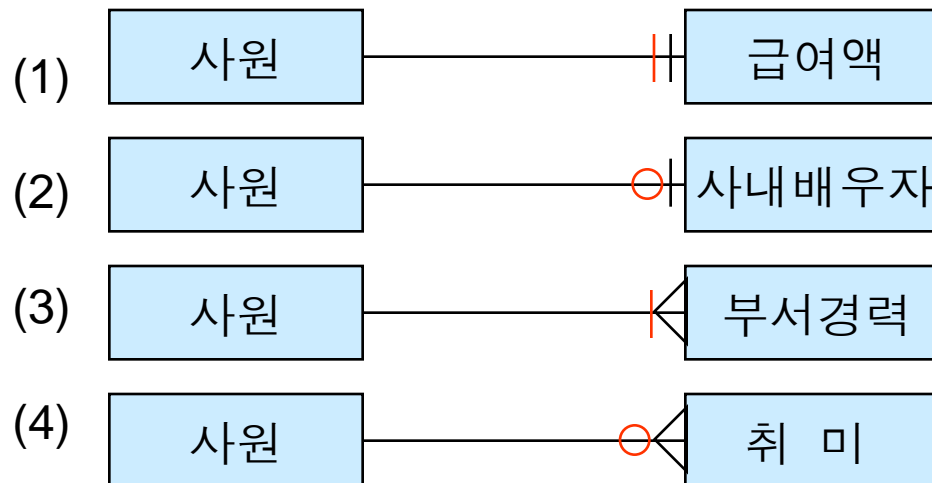 (1) 사원 급여액
(2) 사원 사내배우자
(3) 사원 부서경력
(4) 사원 취 미